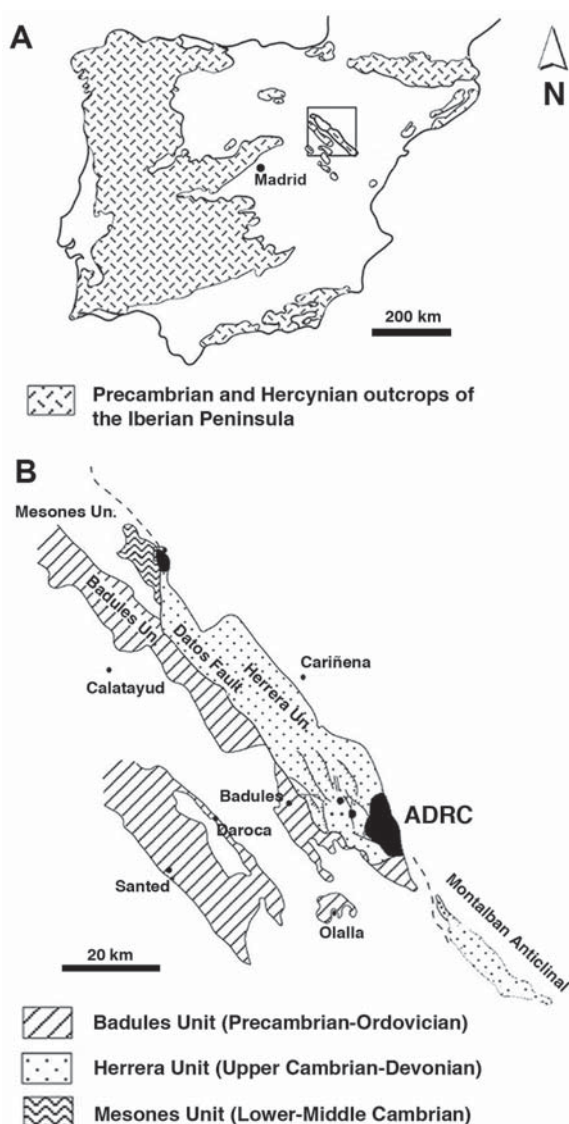 A
N
Madrid
200 km
Precambrian and Hercynian outcrops of
the Iberian Peninsula
B
Mesones Un.
Badules Un.
Datos Fault
Herrera Un.
Cariñena
Calatayud
Badules
ADRC
Daroca
Santed
Olalla
Montalban Anticlinal
20 km
Badules Unit (Precambrian-Ordovician)
Herrera Unit (Upper Cambrian-Devonian)
Mesones Unit (Lower-Middle Cambrian)